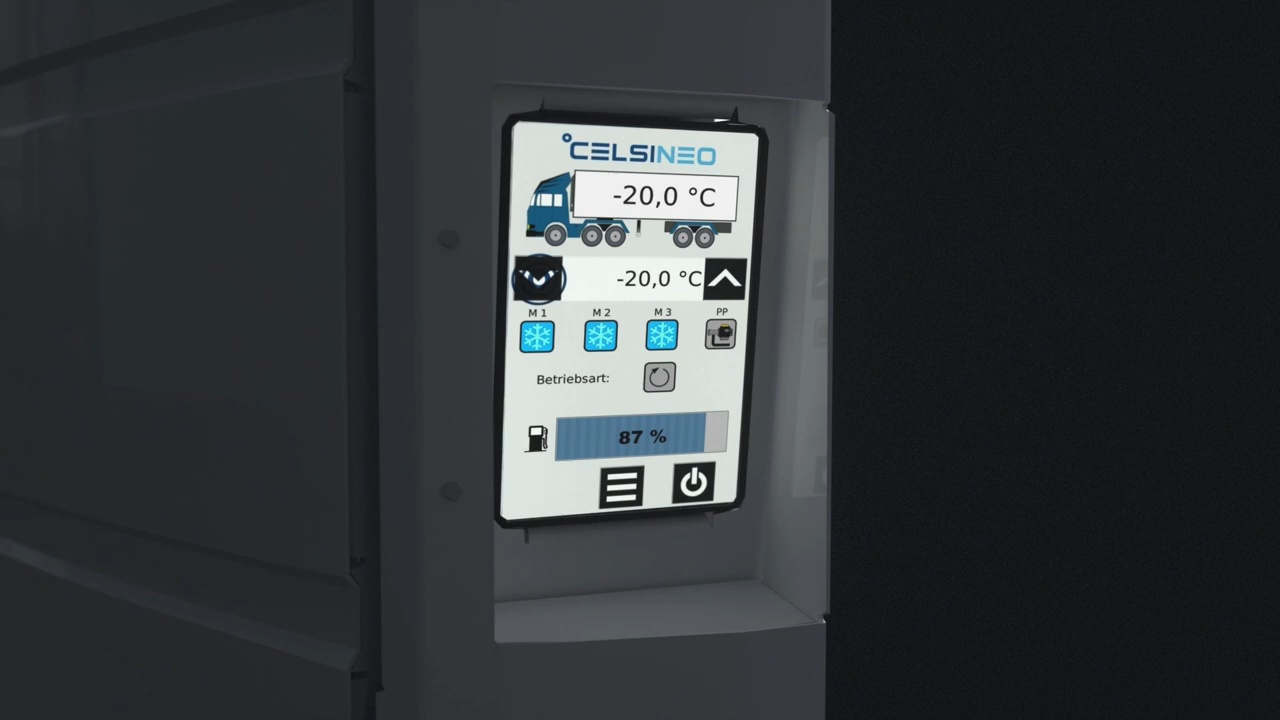 °CELSINEO
-20,0 °C
-20,0 °C
M 1 M 2 M 3 PP
Betriebsart:
87 %